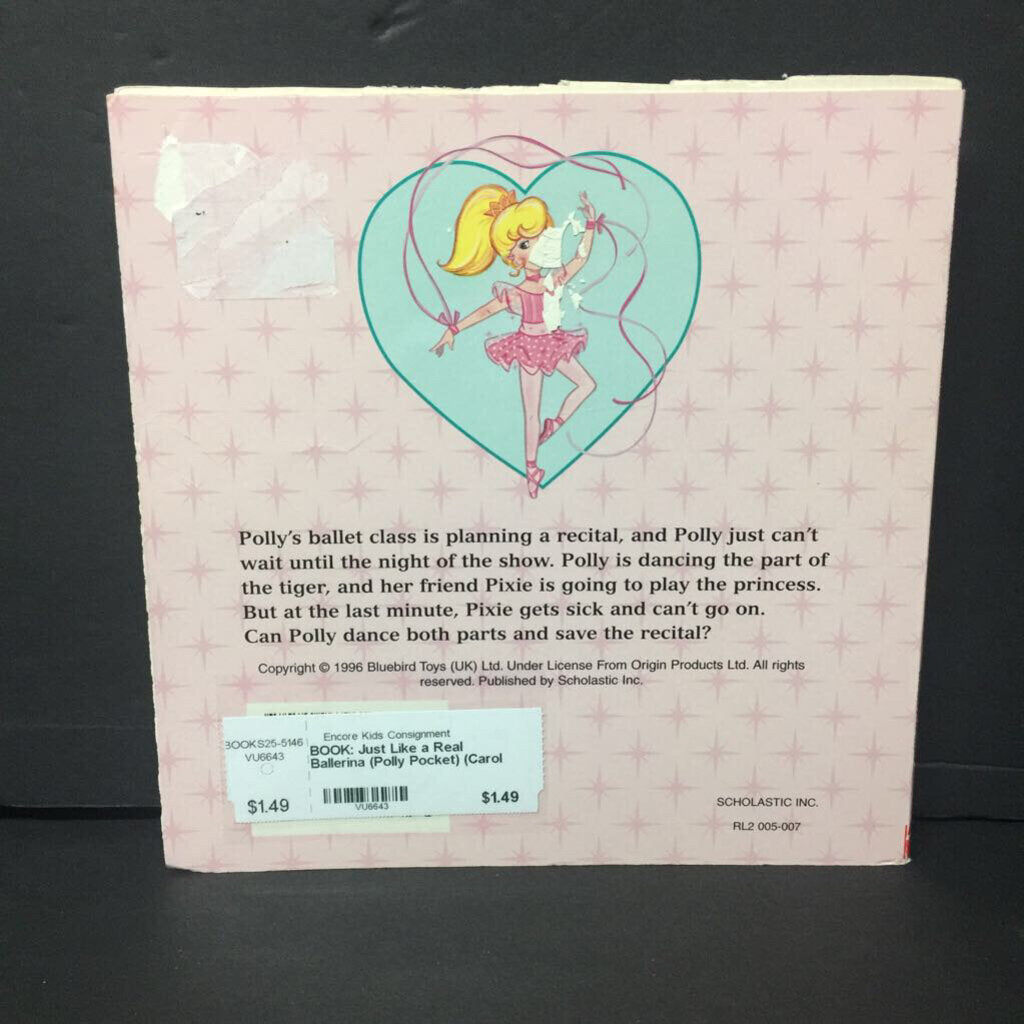 Polly's ballet class is planning a recital, and Polly just can't
wait until the night of the show. Polly is dancing the part of
the tiger, and her friend Pixie is going to play the princess.
But at the last minute, Pixie gets sick and can't go on.
Can Polly dance both parts and save the recital?
Copyright © 1996 Bluebird Toys (UK) Ltd. Under License From Origin Products Ltd. All rights
reserved. Published by Scholastic Inc.
BOOKS25-5146
VU6643
$1.49
Encore Kids Consignment
BOOK: Just Like a Real
Ballerina (Polly Pocket) (Carol
VU6643
$1.49
SCHOLASTIC INC.
RL2 005-007